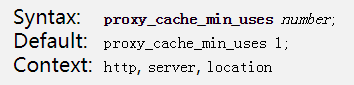 Syntax: proxy_cache_min_uses number;
Default: proxy_cache_min_uses 1;
Context: http, server, location